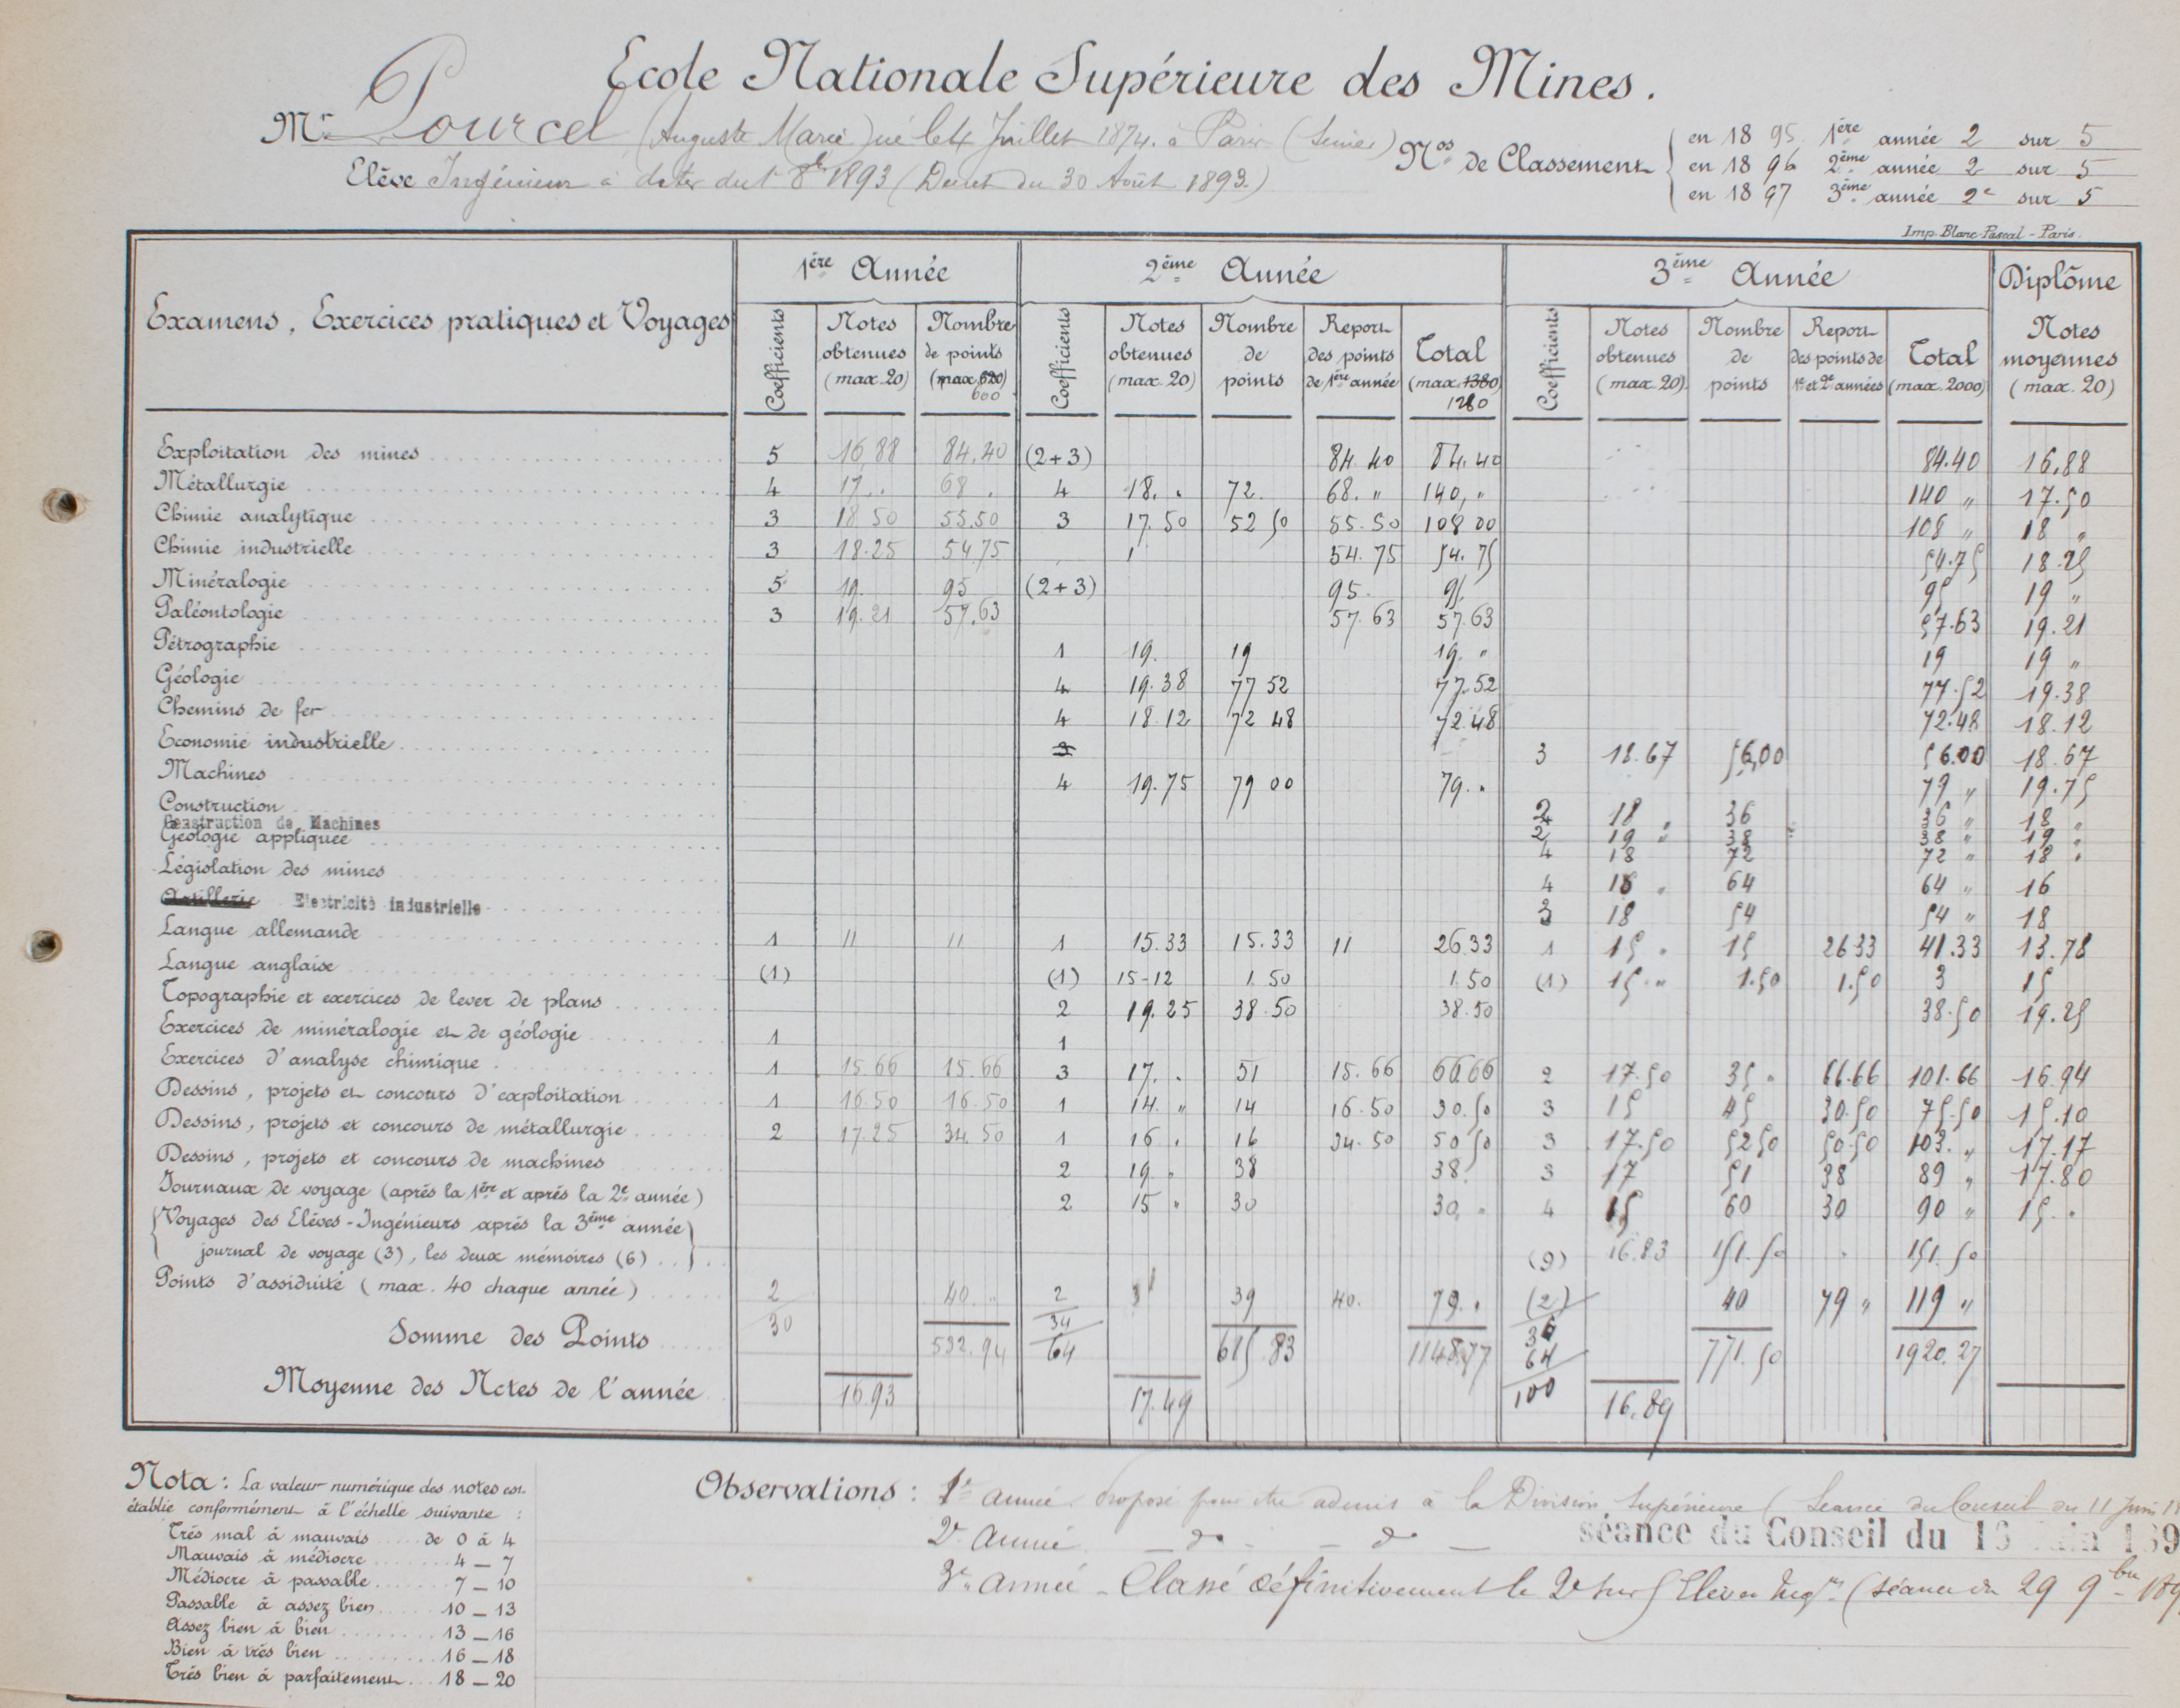 Ecole Nationale Supérieure des Mines.
Mr. Pourcel (Auguste Marie) né le 4 Juillet 1874. à Paris (Seine)
Elève Ingénieur à dater du 1 8bre 1893 (Décret du 30 Août 1893.)
Nos de Classement
en 1895. 1ère année 2 sur 5
en 1896 2ème année 2 sur 5
en 1897 3ème année 2e sur 5
Imp. Blanc-Pascal - Paris.
Examens, Exercices pratiques et Voyages
1ère Année 2ème Année 3ème Année Diplôme
Coefficients Notes obtenues (max. 20) Nombre de points (max. 620) 600
Coefficients Notes obtenues (max. 20) Nombre de points Report des points de 1ère année Total (max. 1380) 1280
Coefficients Notes obtenues (max. 20) Nombre de points Report des points de 1e et 2e années Total (max. 2000)
Notes moyennes (max. 20)
Exploitation des mines 5 16 88 84.40 (2+3) 84 40 84.40 84.40 16.88
Métallurgie 4 17. 68 4 18. 72. 68. " 140, " 140 " 17.50
Chimie analytique 3 18 50 55.50 3 17.50 52 50 55.50 108 00 108 " 18 "
Chimie industrielle 3 18.25 54 75 54.75 54.75 54.75 18.25
Minéralogie 5 19. 95 (2+3) 95. 95. 95 19 "
Paléontologie 3 19.21 57.63 57.63 57.63 57.63 19.21
Pétrographie 1 19. 19 19. " 19 19 "
Géologie 4 19.38 77 52 77.52 77.52 19.38
Chemins de fer 4 18.12 72 48 72.48 72.48 18.12
Economie industrielle 3 3 18.67 56,00 56.00 18.67
Machines 4 19.75 79 00 79. 79 " 19.75
Construction 2 18 36 36 " 18 "
Construction de Machines 2 19 " 38 38 " 19 "
Géologie appliquée 4 18 72 72 " 18
Législation des mines 4 16 64 64 " 16
Artillerie Electricité industrielle 3 18 54 54 " 18
Langue allemande 1 11 11 1 15.33 15.33 11 26.33 1 15 15 26 33 41.33 13.78
Langue anglaise (1) (1) 15-12 1.50 1.50 (1) 15 " 1.50 1.50 3 15
Topographie et exercices de lever de plans 2 19.25 38.50 38.50 38.50 19.25
Exercices de minéralogie et de géologie 1 1
Exercices d'analyse chimique 1 15 66 15.66 3 17. 51 15.66 66 66 2 17.50 35 66.66 101.66 16.94
Dessins, projets et concours d'exploitation 1 16 50 16.50 1 14. " 14 16.50 30.50 3 15 45 30.50 75.50 15.10
Dessins, projets et concours de métallurgie 2 17.25 34.50 1 16 16 34.50 50 50 3 17.50 52 50 50.50 103. " 17.17
Dessins, projets et concours de machines 2 19 38 38. 3 17 51 38 89 " 17.80
Journaux de voyage (après la 1ère et après la 2e année) 2 15 " 30 30 4 15 60 30 90 " 15.
Voyages des Elèves-Ingénieurs après la 3ème année
journal de voyage (3), les deux mémoires (6) (9) 16.83 151.50 151.50
Points d'assiduité (max. 40 chaque année) 2 40 2 39 40. 79. (2) 40 79 " 119 "
Somme des Points 30 532.94 34 64 615.83 1148.77 36 64 100 771.50 1920.27
Moyenne des Notes de l'année 16.93 17.49 16.89
Nota: La valeur numérique des notes est
établie conformément à l'échelle suivante :
Très mal à mauvais de 0 à 4
Mauvais à médiocre 4 — 7
Médiocre à passable 7 — 10
Passable à assez bien 10 — 13
Assez bien à bien 13 — 16
Bien à très bien 16 — 18
Très bien à parfaitement 18 — 20
Observations : 1e année. proposé pour être admis à la Division Supérieure (Séance du Conseil du 11 Juin
2e année. — do — do — séance du Conseil du 16 Juin 189
3e année - Classé définitivement le 2e sur 5 Elèves Ingrs (séance du 29 9bre 189